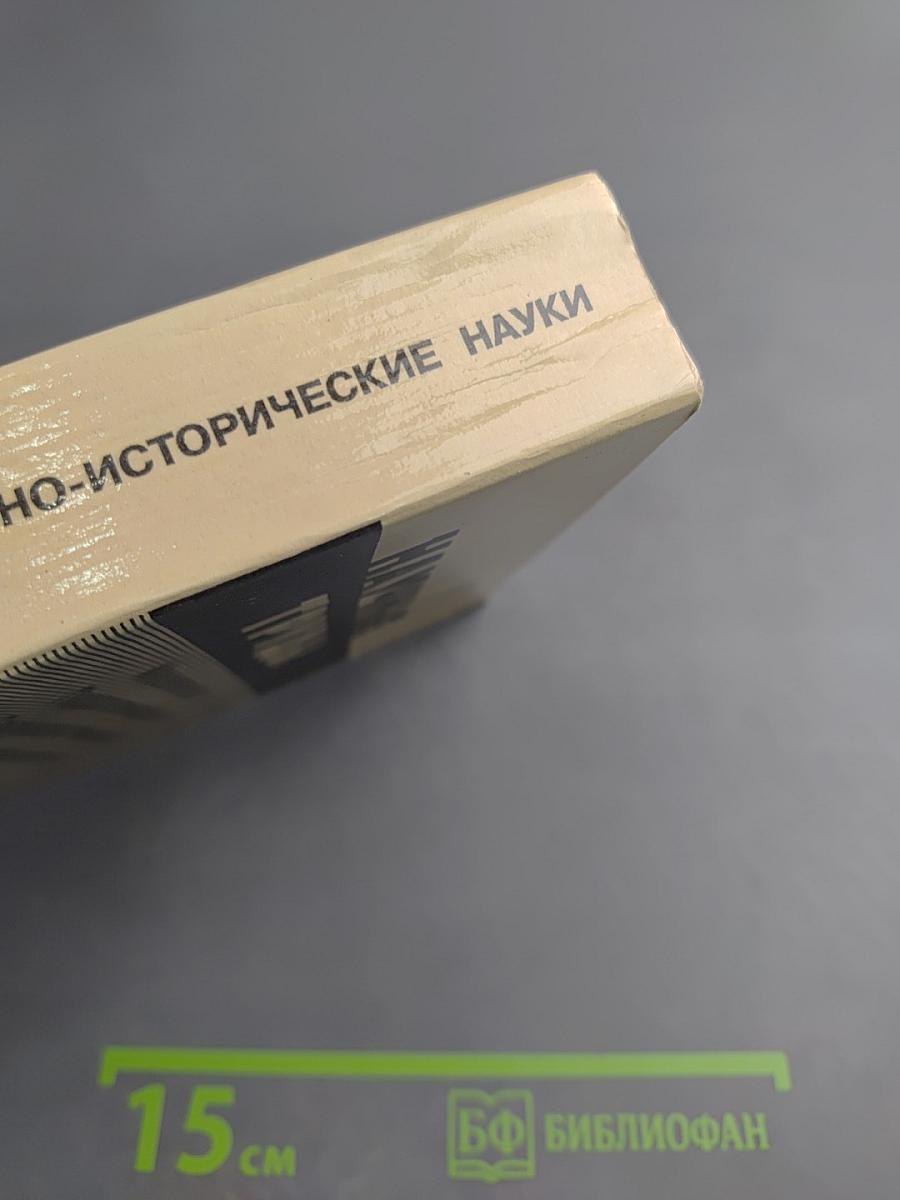 НО-ИСТОРИЧЕСКИЕ НАУКИ
15 см
БФ БИБЛИОФАН